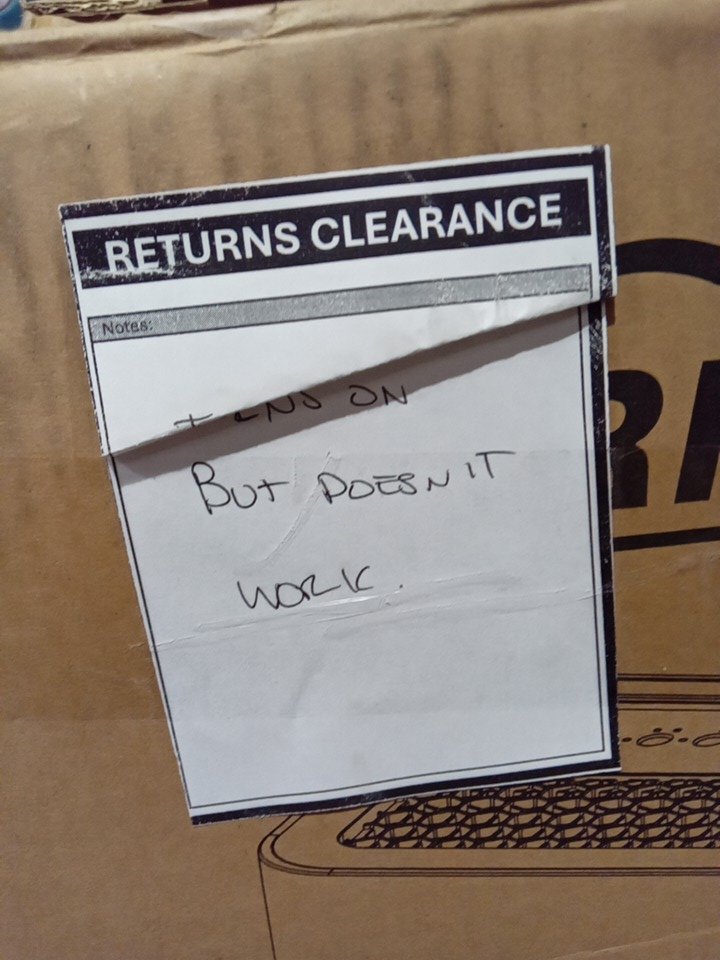 RETURNS CLEARANCE
Notes:
ON
BUT DOESN'T
WORK.